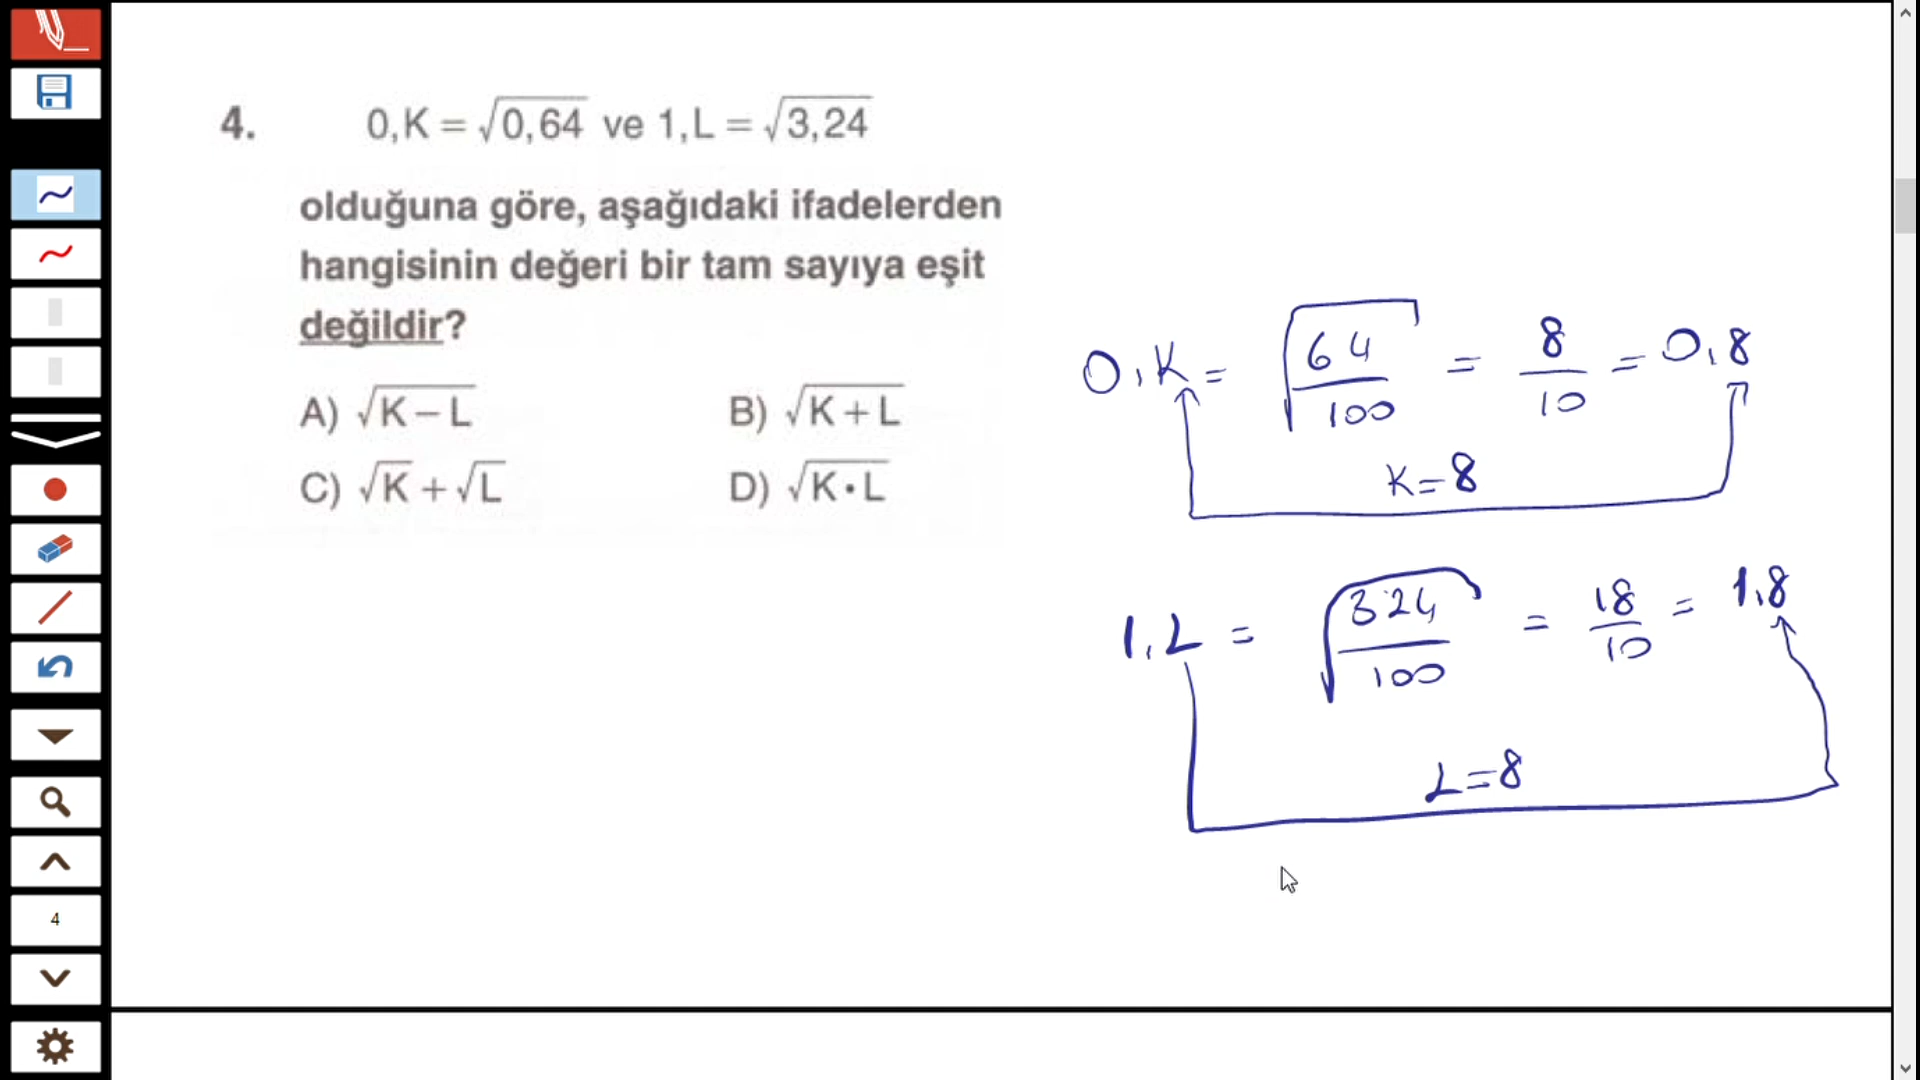 4. 0,K = √0,64 ve 1,L = √3,24
olduğuna göre, aşağıdaki ifadelerden
hangisinin değeri bir tam sayıya eşit
değildir?
A) √K − L B) √K + L
C) √K + √L D) √K • L
0,K = √64/100 = 8/10 = 0,8
K=8
1,L = √324/100 = 18/10 = 1,8
L=8
4